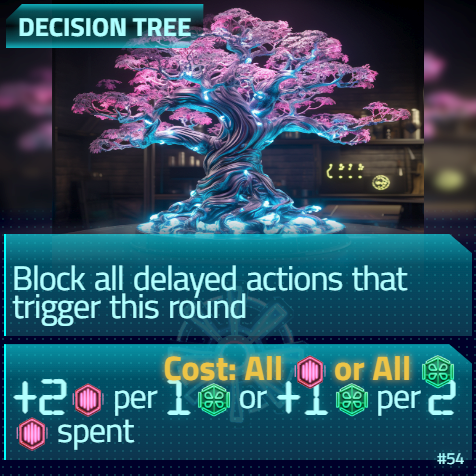 DECISION TREE
Block all delayed actions that
trigger this round
Cost: All or All
+2 per 1 or +1 per 2
spent
#54